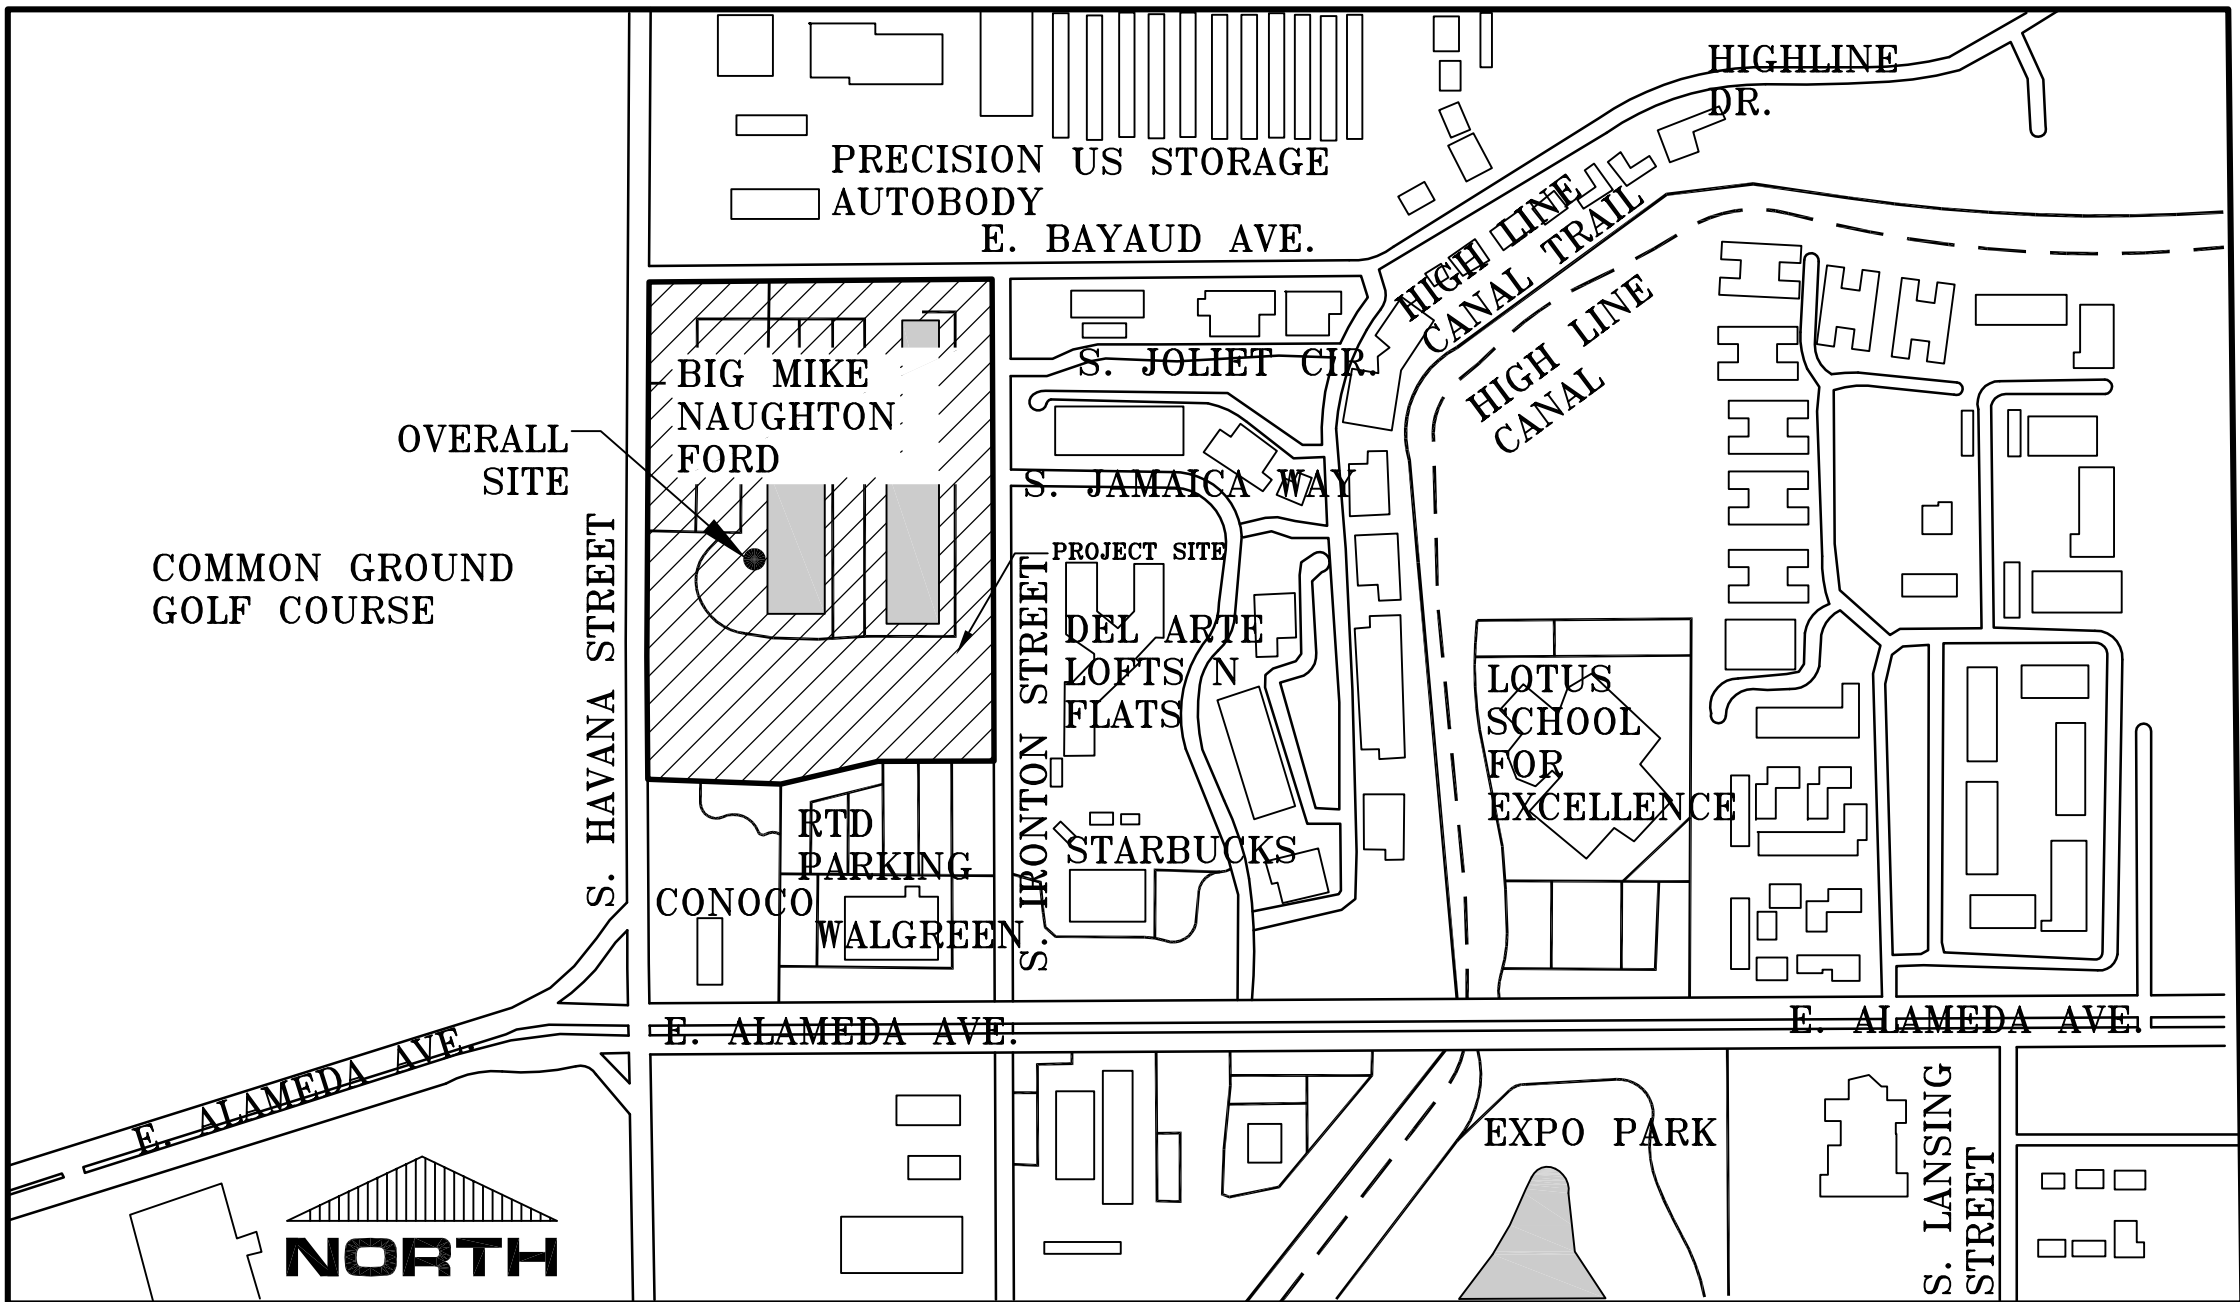 HIGHLINE
DR.
PRECISION
AUTOBODY
US STORAGE
E. BAYAUD AVE.
HIGH LINE
CANAL TRAIL
HIGH LINE
CANAL
BIG MIKE
NAUGHTON
FORD
S. JOLIET CIR.
OVERALL
SITE
S. JAMAICA WAY
COMMON GROUND
GOLF COURSE
S. HAVANA STREET
PROJECT SITE
S. IRONTON STREET
DEL ARTE
LOFTS N
FLATS
LOTUS
SCHOOL
FOR
EXCELLENCE
RTD
PARKING
STARBUCKS
CONOCO
WALGREEN
E. ALAMEDA AVE.
E. ALAMEDA AVE.
E. ALAMEDA AVE.
EXPO PARK
S. LANSING
STREET
NORTH